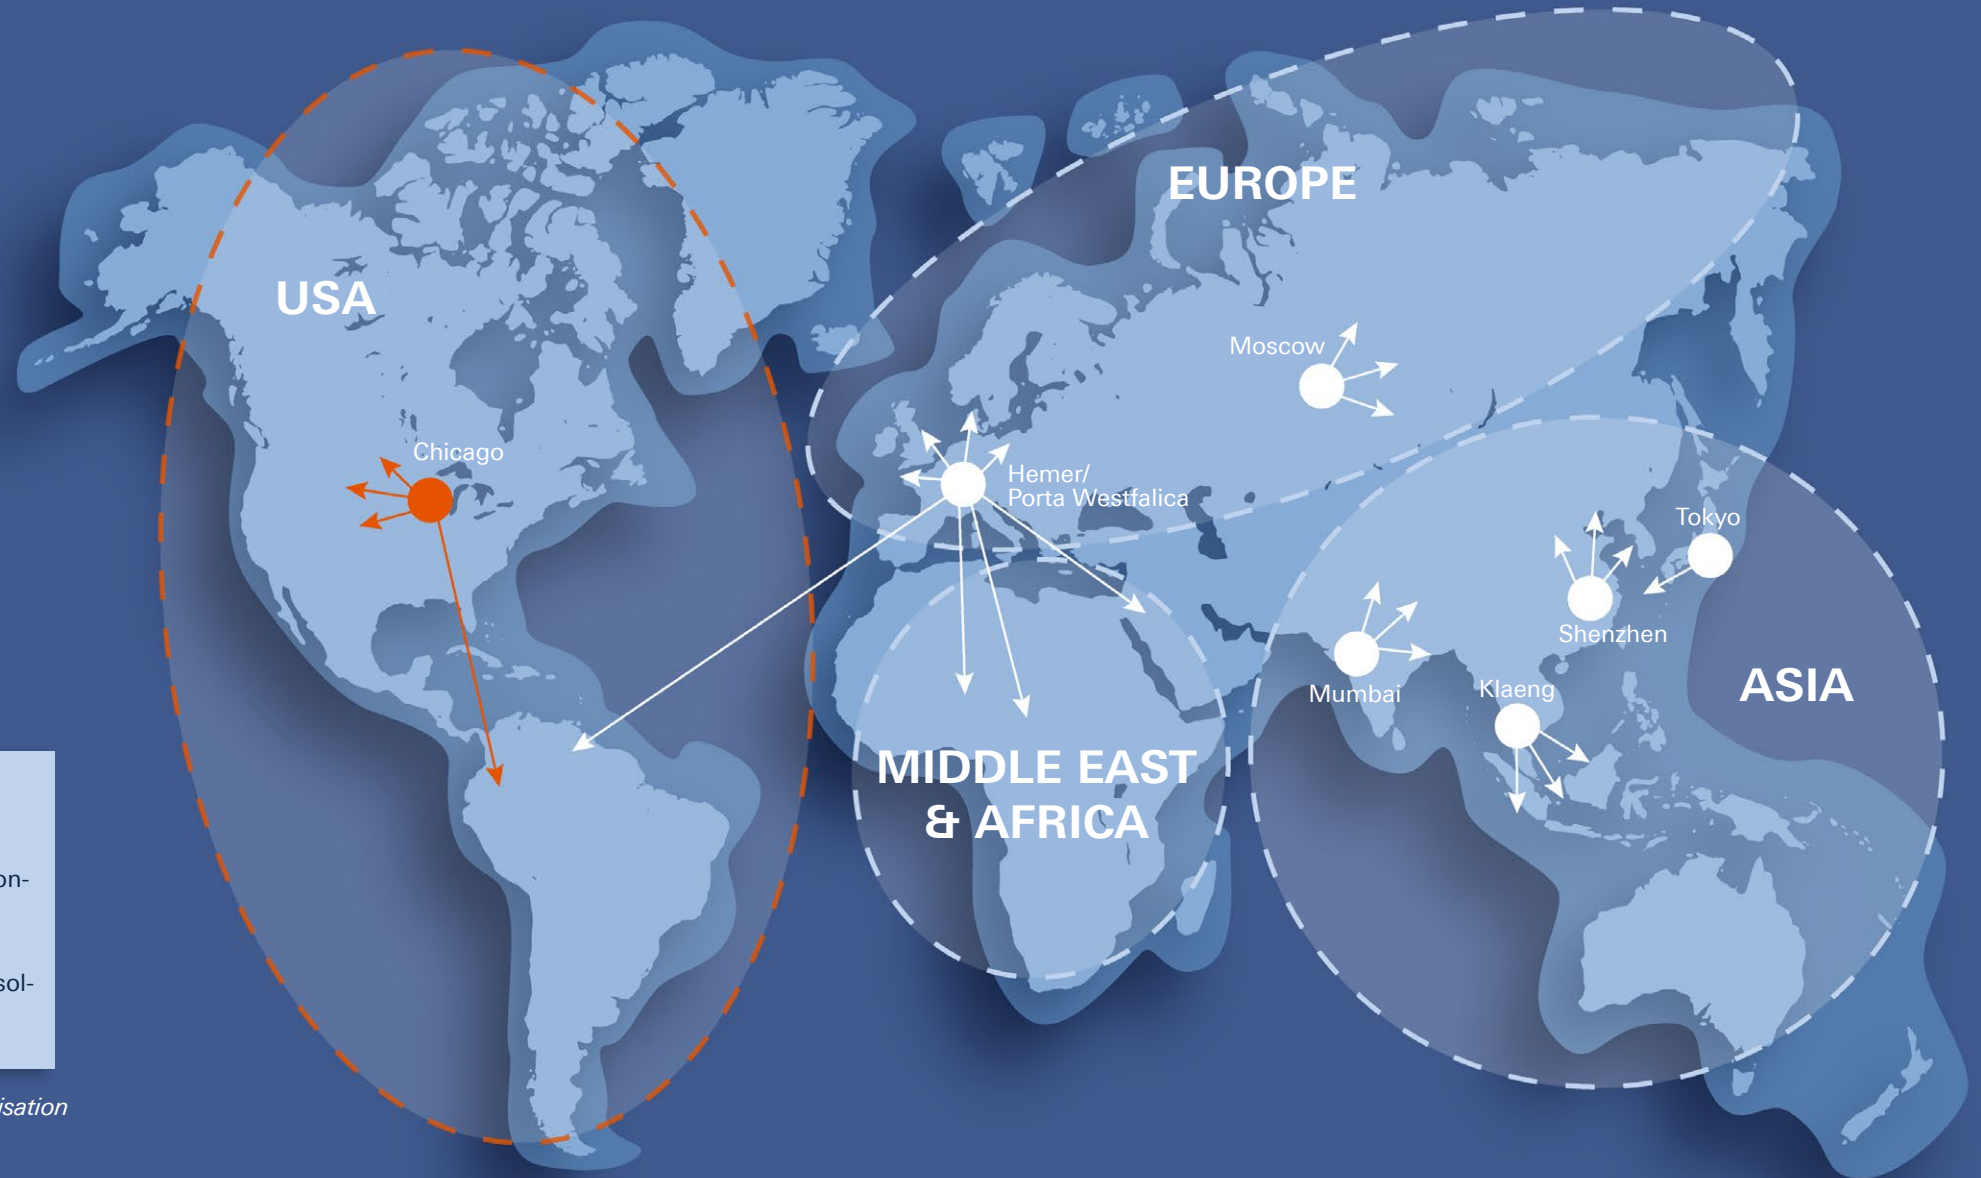 EUROPE
USA
Moscow
Chicago
Hemer/
Porta Westfalica
Tokyo
Shenzhen
Mumbai
Klaeng
ASIA
MIDDLE EAST
& AFRICA
on-
sol-
isation